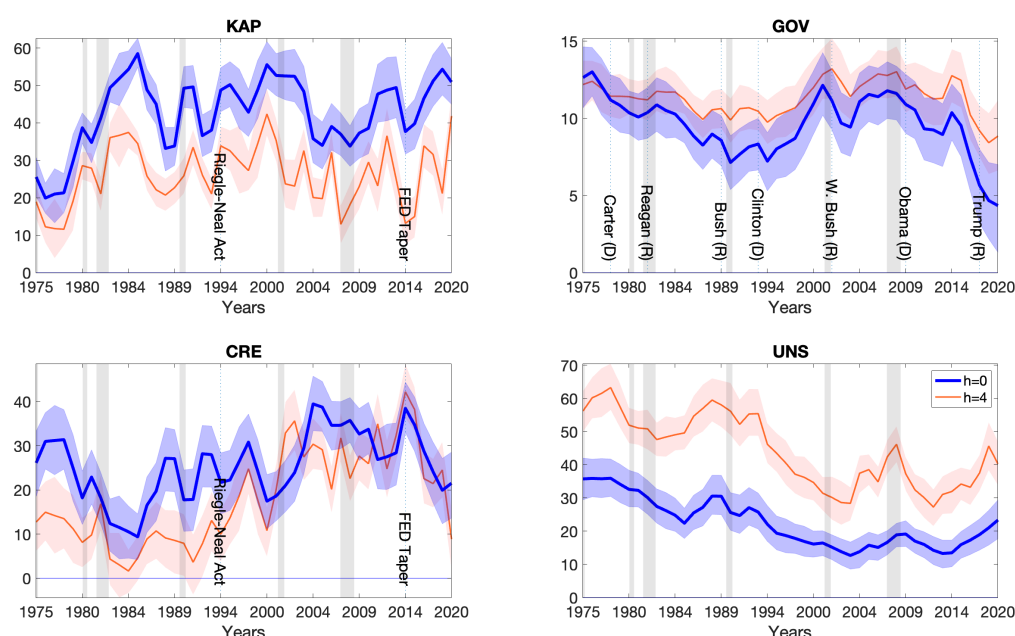 KAP
60
50
40
30
20
10
0
Riegle-Neal Act
FED Taper
1975 1980 1984 1989 1994 2000 2004 2009 2014 2020
Years
GOV
15
10
5
0
Carter (D)
Reagan (R)
Bush (R)
Clinton (D)
W. Bush (R)
Obama (D)
Trump (R)
1975 1980 1984 1989 1994 2000 2004 2009 2014 2020
Years
CRE
40
30
20
10
0
Riegle-Neal Act
FED Taper
1975 1980 1984 1989 1994 2000 2004 2009 2014 2020
Years
UNS
70
60
50
40
30
20
10
0
h=0
h=4
1975 1980 1984 1989 1994 2000 2004 2009 2014 2020
Years